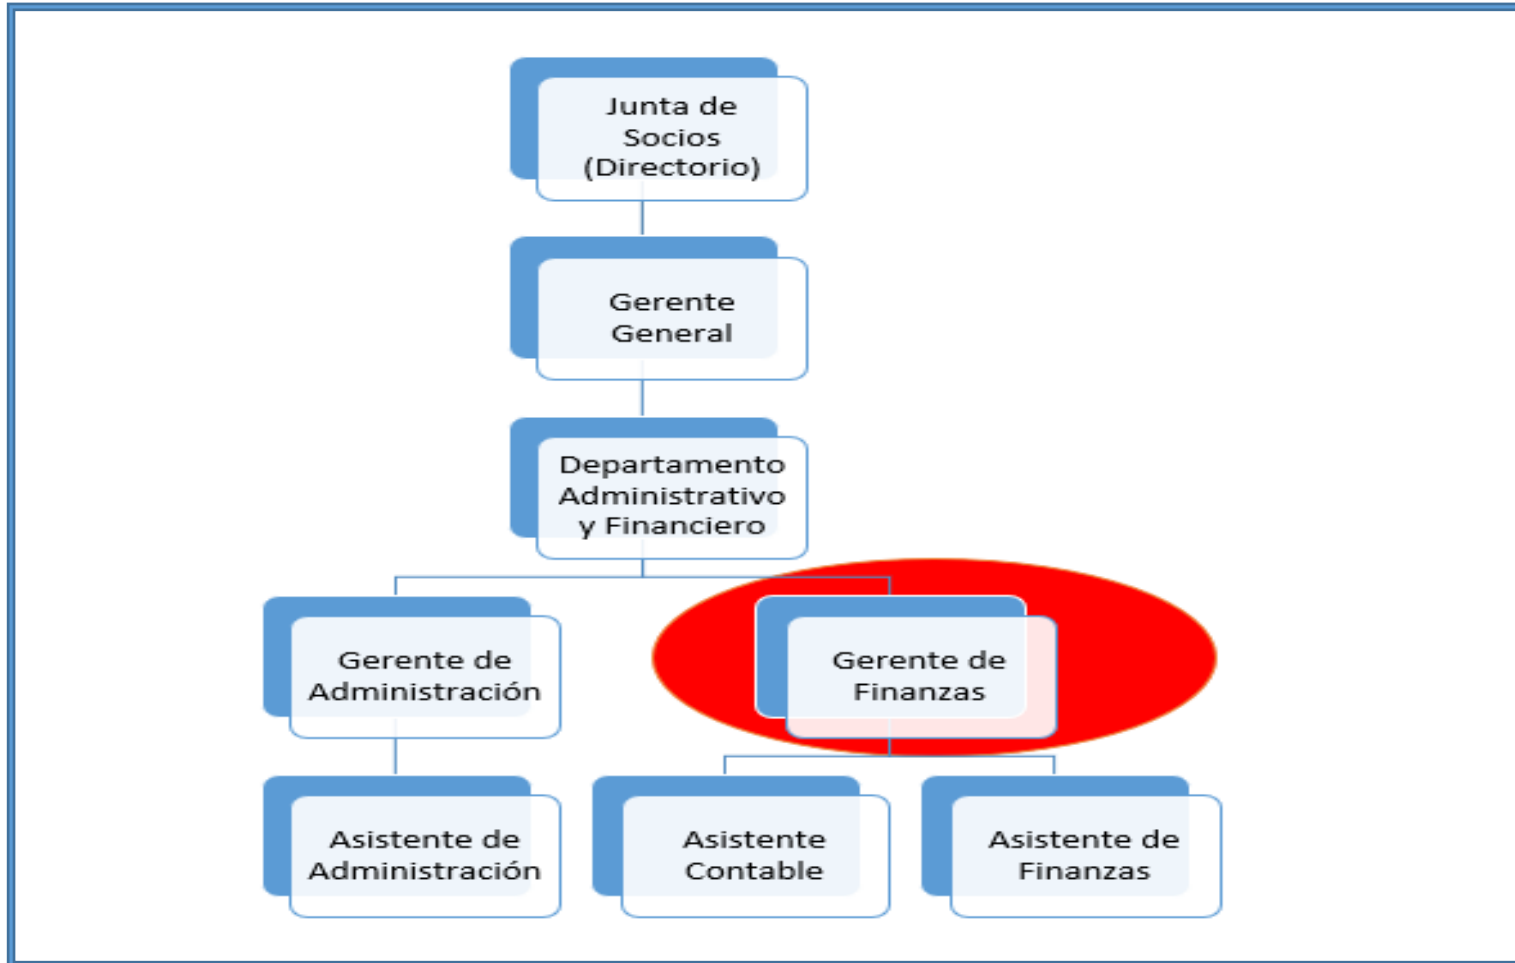 Junta de
Socios
(Directorio)
Gerente
General
Departamento
Administrativo
y Financiero
Gerente de
Administración
Gerente de
Finanzas
Asistente de
Administración
Asistente
Contable
Asistente de
Finanzas